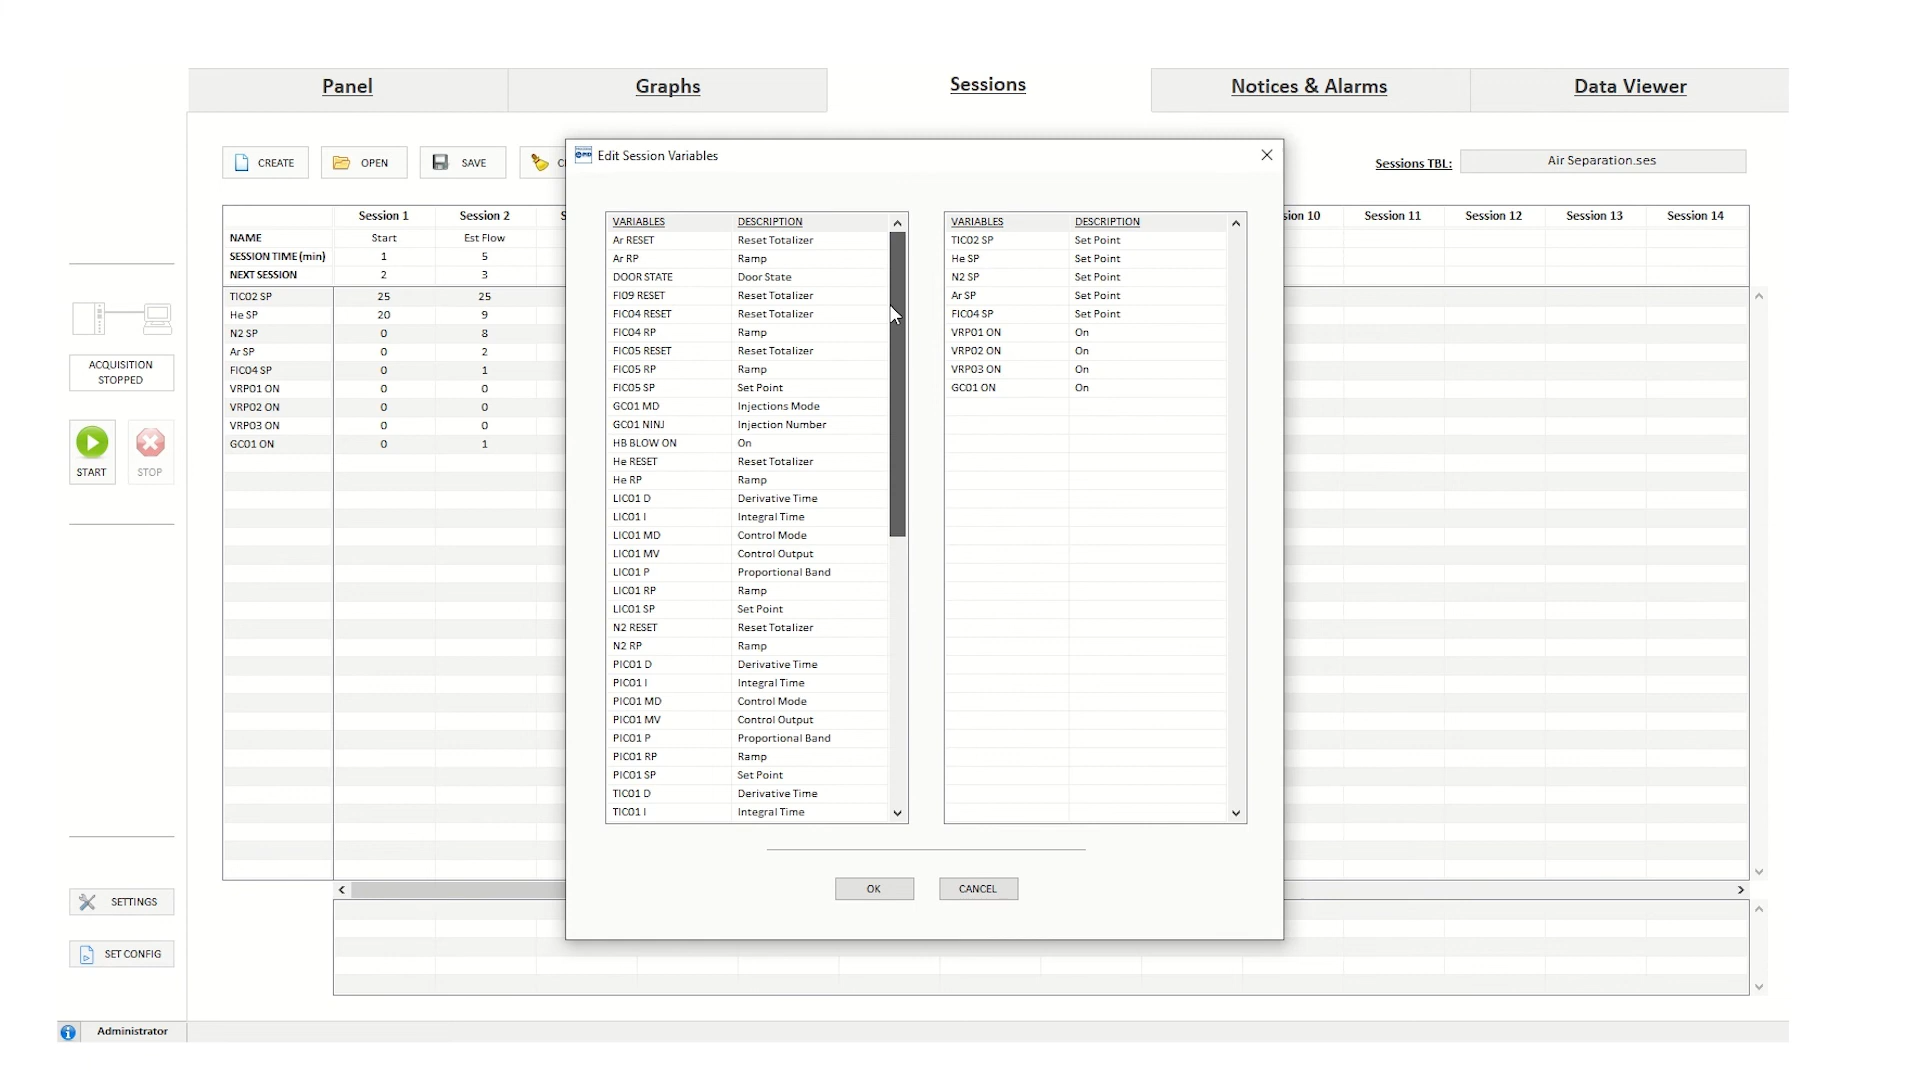 Panel Graphs Sessions Notices & Alarms Data Viewer
CREATE OPEN SAVE
Sessions TBL: Air Separation.ses
Session 1 Session 2 Session 11 Session 12 Session 13 Session 14
NAME Start Est Flow
SESSION TIME (min) 1 5
NEXT SESSION 2 3
TIC02 SP 25 25
He SP 20 9
N2 SP 0 8
Ar SP 0 2
FIC04 SP 0 1
VRP01 ON 0 0
VRP02 ON 0 0
VRP03 ON 0 0
GC01 ON 0 1
ACQUISITION
STOPPED
START STOP
SETTINGS
SET CONFIG
Administrator
Edit Session Variables
VARIABLES DESCRIPTION
Ar RESET Reset Totalizer
Ar RP Ramp
DOOR STATE Door State
FI09 RESET Reset Totalizer
FIC04 RESET Reset Totalizer
FIC04 RP Ramp
FIC05 RESET Reset Totalizer
FIC05 RP Ramp
FIC05 SP Set Point
GC01 MD Injections Mode
GC01 NINJ Injection Number
HB BLOW ON On
He RESET Reset Totalizer
He RP Ramp
LIC01 D Derivative Time
LIC01 I Integral Time
LIC01 MD Control Mode
LIC01 MV Control Output
LIC01 P Proportional Band
LIC01 RP Ramp
LIC01 SP Set Point
N2 RESET Reset Totalizer
N2 RP Ramp
PIC01 D Derivative Time
PIC01 I Integral Time
PIC01 MD Control Mode
PIC01 MV Control Output
PIC01 P Proportional Band
PIC01 RP Ramp
PIC01 SP Set Point
TIC01 D Derivative Time
TIC01 I Integral Time
VARIABLES DESCRIPTION
TIC02 SP Set Point
He SP Set Point
N2 SP Set Point
Ar SP Set Point
FIC04 SP Set Point
VRP01 ON On
VRP02 ON On
VRP03 ON On
GC01 ON On
OK CANCEL